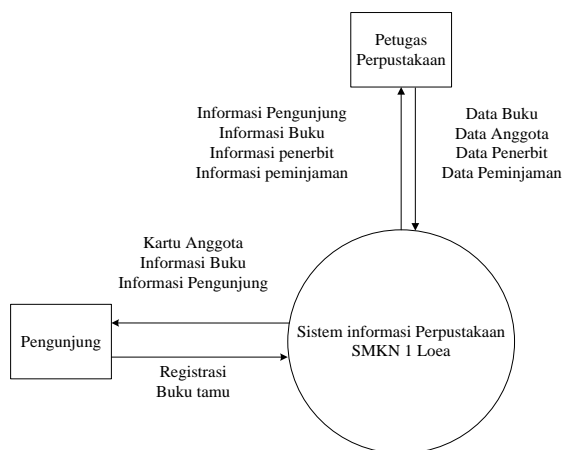 Petugas
Perpustakaan
Informasi Pengunjung
Informasi Buku
Informasi penerbit
Informasi peminjaman
Data Buku
Data Anggota
Data Penerbit
Data Peminjaman
Kartu Anggota
Informasi Buku
Informasi Pengunjung
Pengunjung
Sistem informasi Perpustakaan
SMKN 1 Loea
Registrasi
Buku tamu